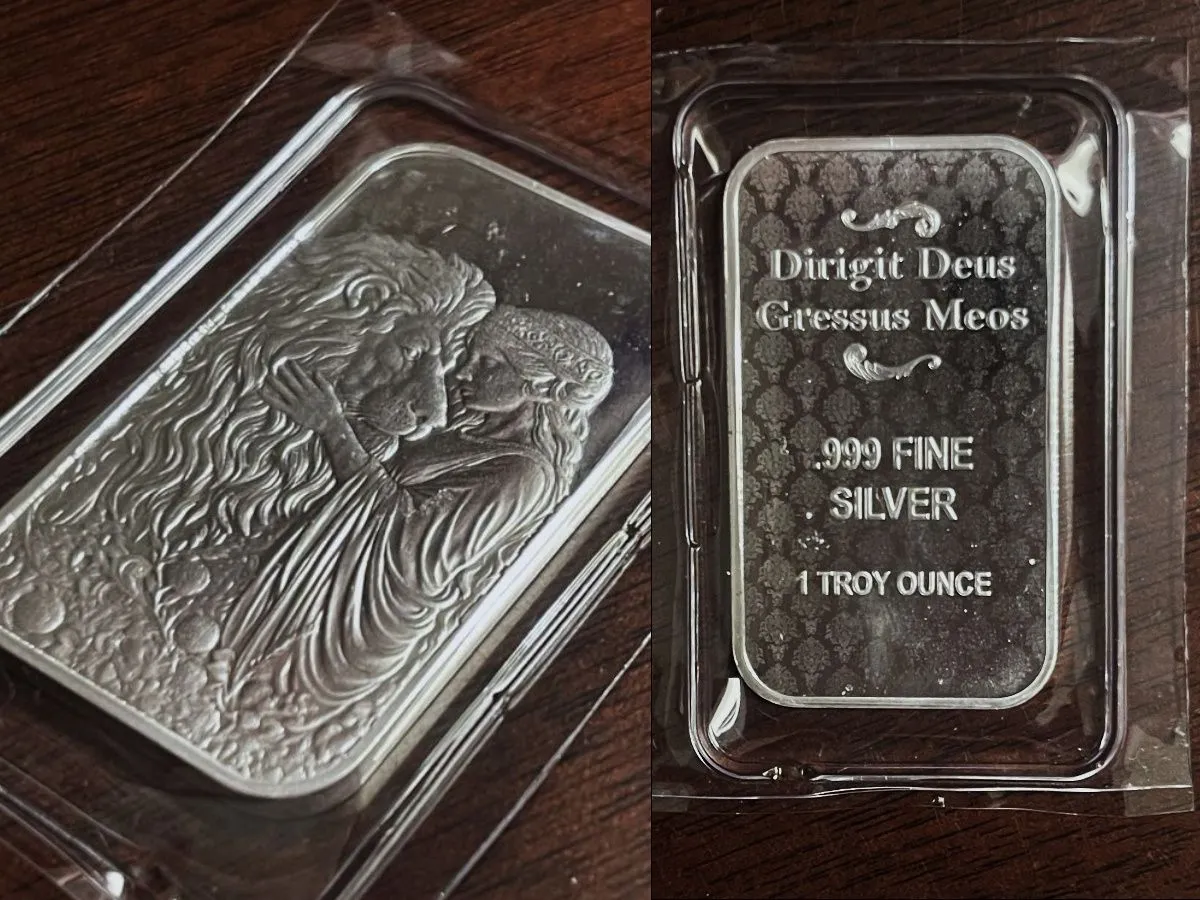 Dirigit Deus
Gressus Meos
.999 FINE
SILVER
1 TROY OUNCE